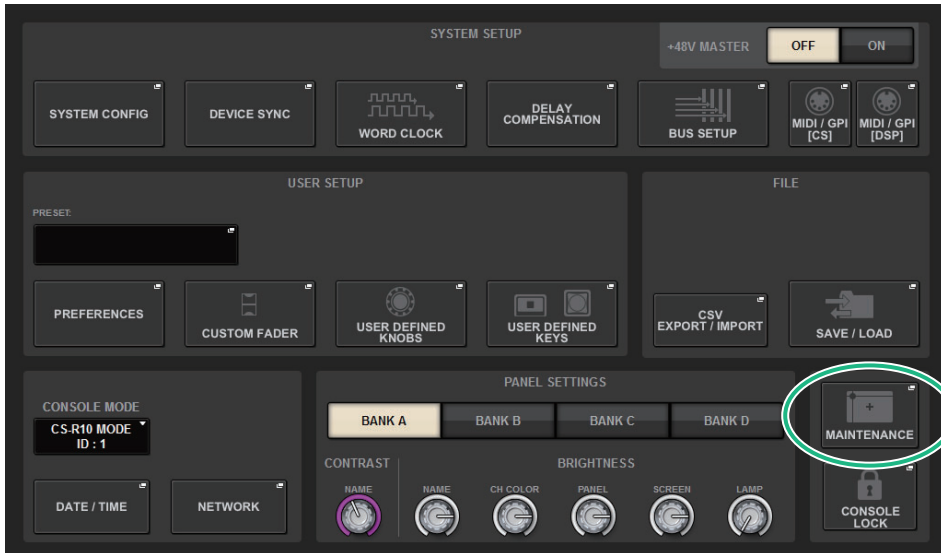 SYSTEM SETUP
+48V MASTER
OFF
ON
SYSTEM CONFIG
DEVICE SYNC
WORD CLOCK
DELAY
COMPENSATION
BUS SETUP
MIDI / GPI
[CS]
MIDI / GPI
[DSP]
USER SETUP
PRESET:
PREFERENCES
CUSTOM FADER
USER DEFINED
KNOBS
USER DEFINED
KEYS
FILE
CSV
EXPORT / IMPORT
SAVE / LOAD
CONSOLE MODE
CS-R10 MODE
ID : 1
DATE / TIME
NETWORK
PANEL SETTINGS
BANK A
BANK B
BANK C
BANK D
CONTRAST
BRIGHTNESS
NAME
NAME
CH COLOR
PANEL
SCREEN
LAMP
MAINTENANCE
CONSOLE
LOCK